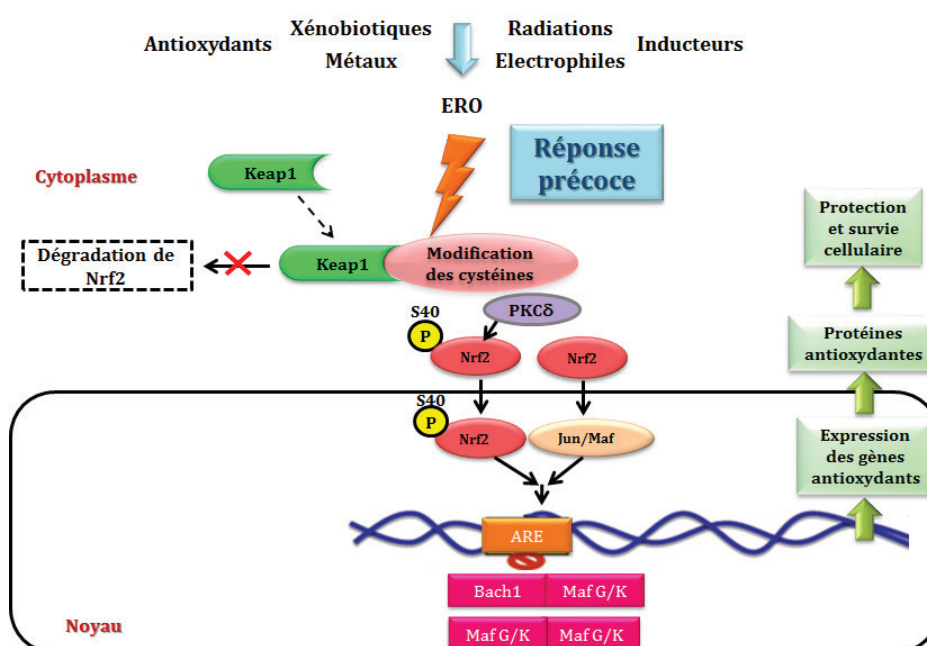 Antioxydants
Xénobiotiques
Métaux
Radiations
Electrophiles
Inducteurs
ERO
Réponse
précoce
Cytoplasme
Keap1
Dégradation de
Nrf2
Keap1
Modification
des cystéines
PKCδ
S40
P
Nrf2
Nrf2
Protection
et survie
cellulaire
Protéines
antioxydantes
Expression
des gènes
antioxydants
S40
P
Nrf2
Jun/Maf
ARE
Bach1
Maf G/K
Maf G/K
Maf G/K
Noyau